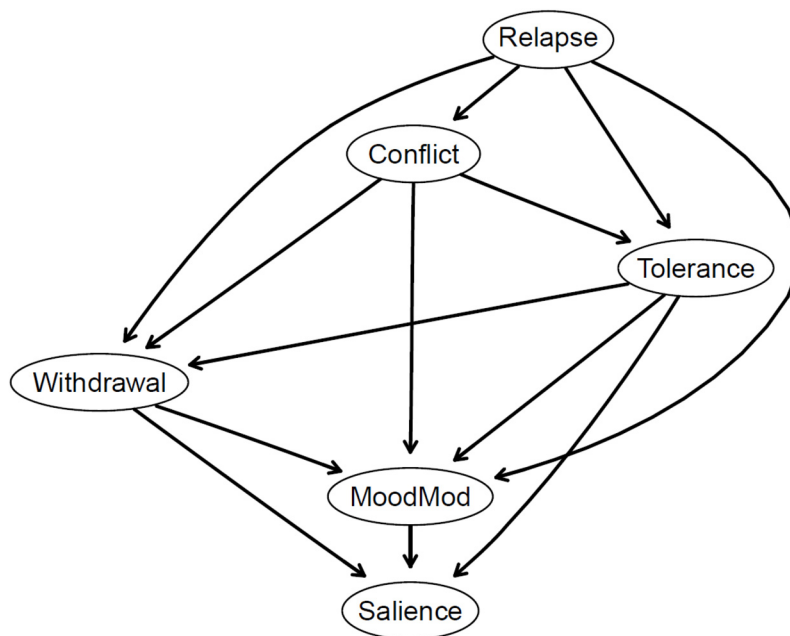 Relapse
Conflict
Tolerance
Withdrawal
MoodMod
Salience